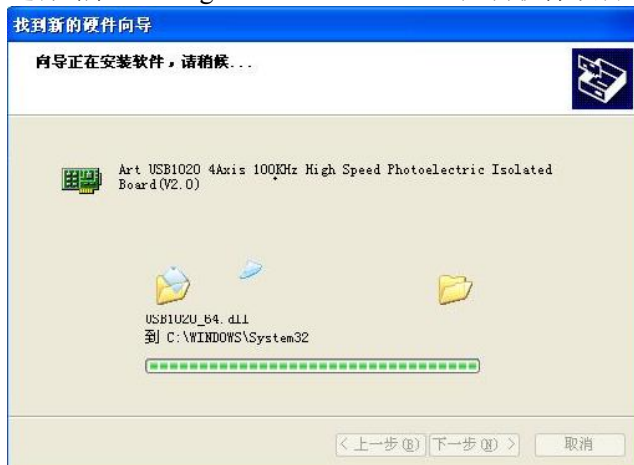 找到新的硬件向导
向导正在安装软件，请稍候...
Art USB1020 4Axis 100KHz High Speed Photoelectric Isolated
Board(V2.0)
USB1020_64.dll
到 C:\WINDOWS\System32
< 上一步(B) 下一步(N) > 取消